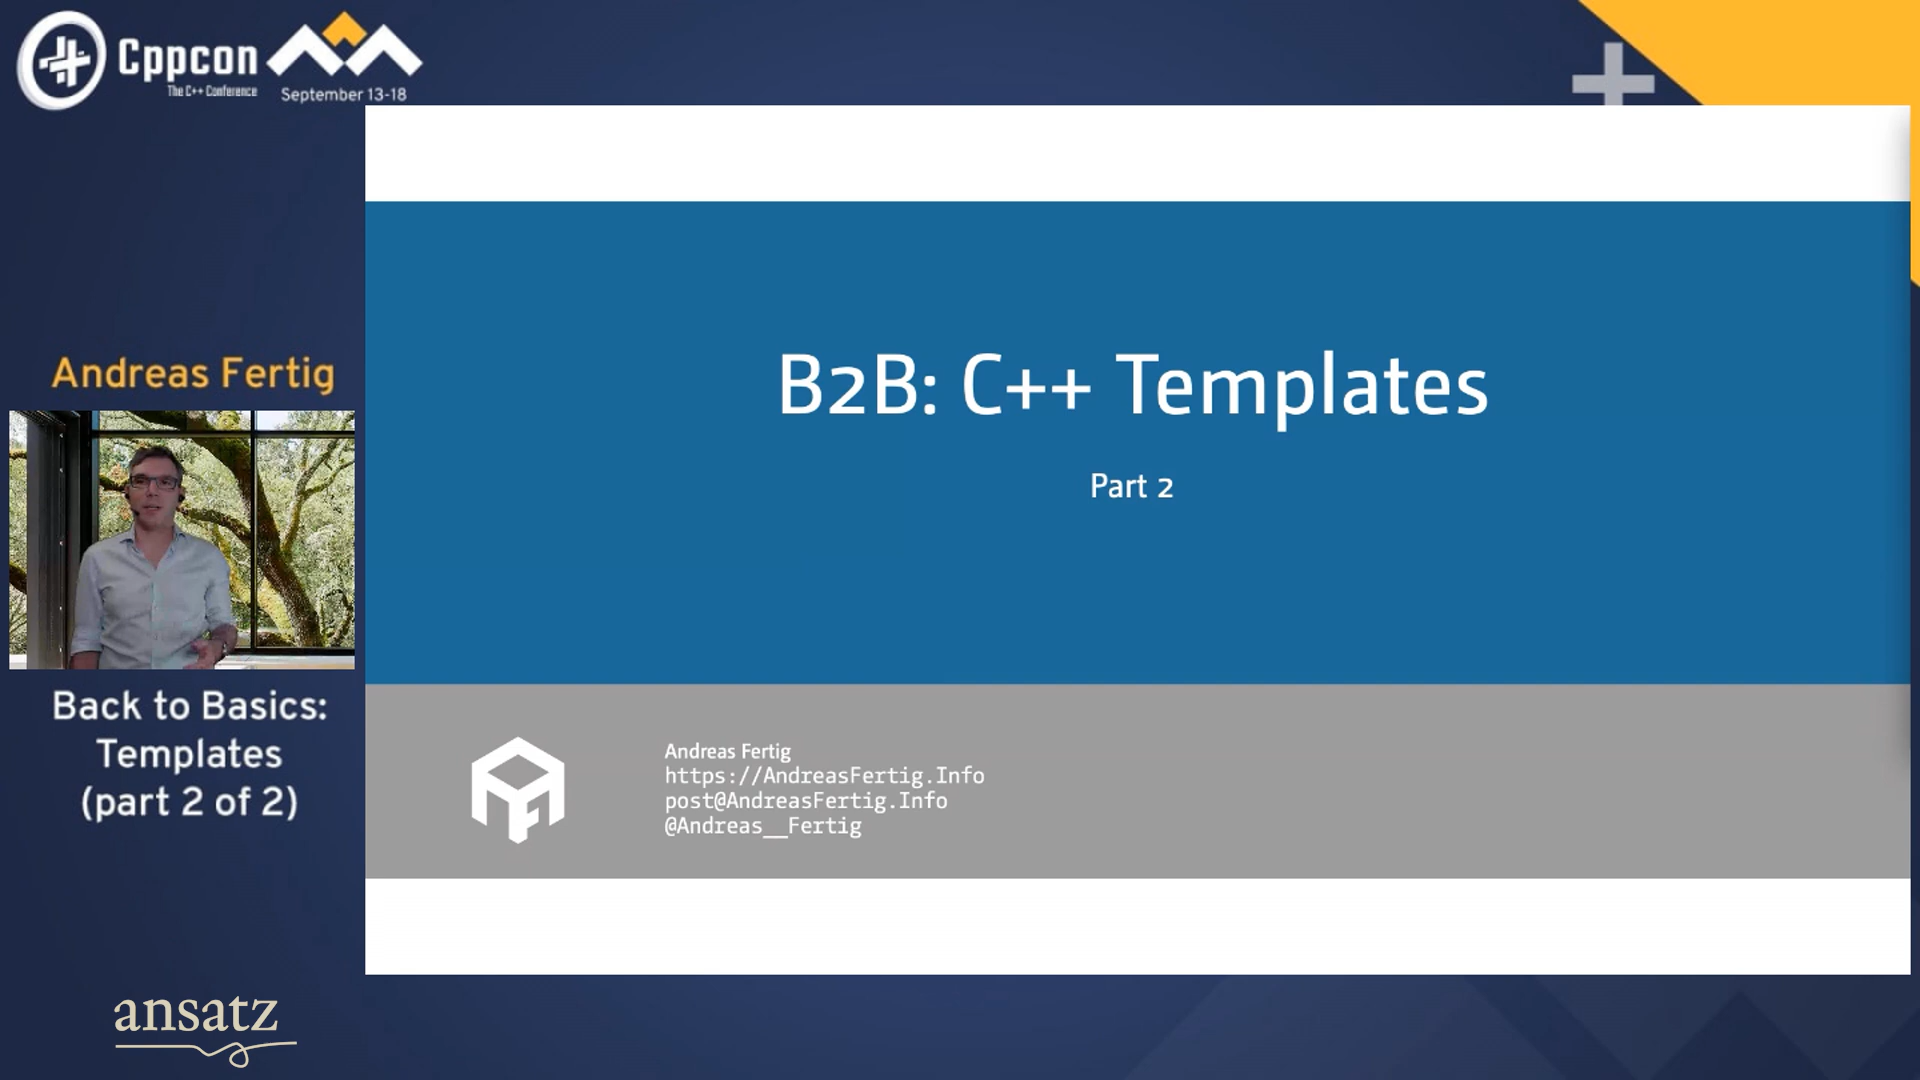 Cppcon
The C++ Conference
September 13-18
Andreas Fertig
Back to Basics:
Templates
(part 2 of 2)
ansatz
B2B: C++ Templates
Part 2
Andreas Fertig
https://AndreasFertig.Info
post@AndreasFertig.Info
@Andreas__Fertig